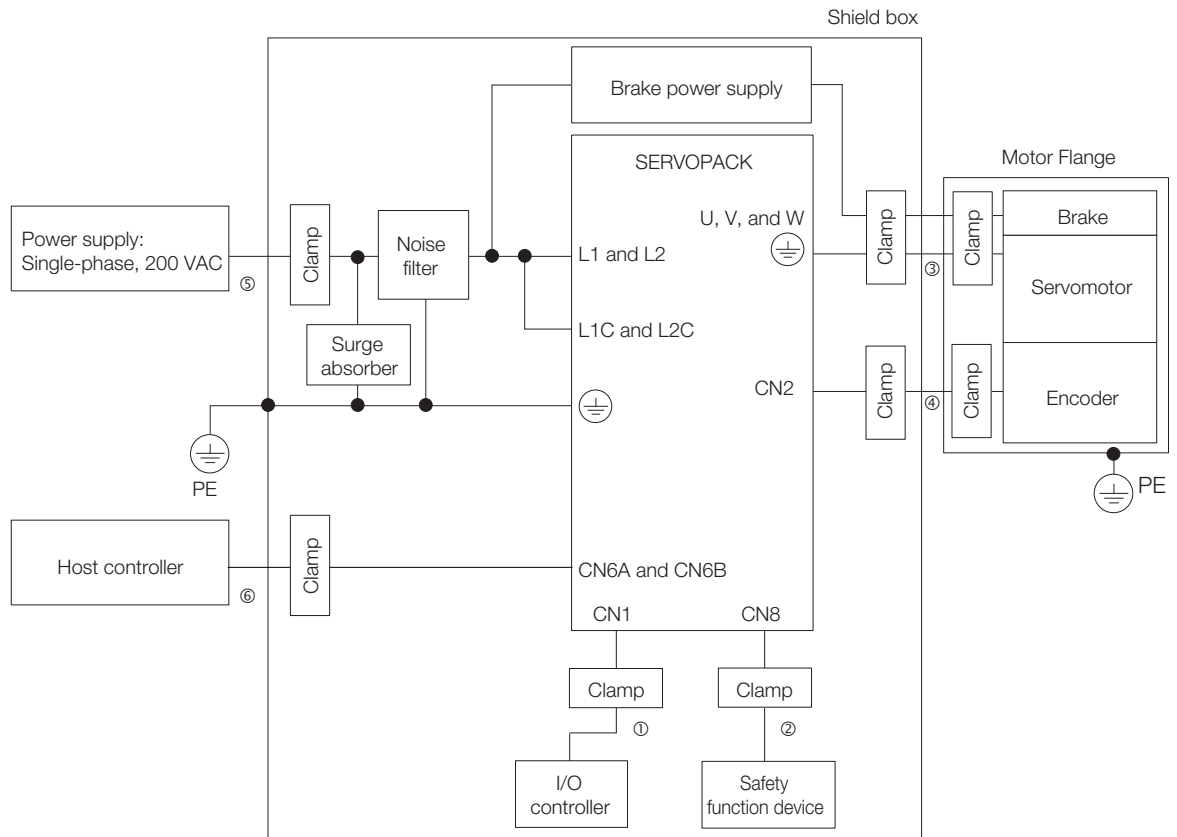 Shield box
Brake power supply
SERVOPACK
Motor Flange
U, V, and W
Clamp
Clamp
Brake
Power supply:
Single-phase, 200 VAC
⑤
Clamp
Noise
filter
L1 and L2
③
Servomotor
L1C and L2C
Surge
absorber
CN2
Clamp
④
Clamp
Encoder
PE
PE
Host controller
⑥
Clamp
CN6A and CN6B
CN1
CN8
Clamp
Clamp
①
②
I/O
controller
Safety
function device